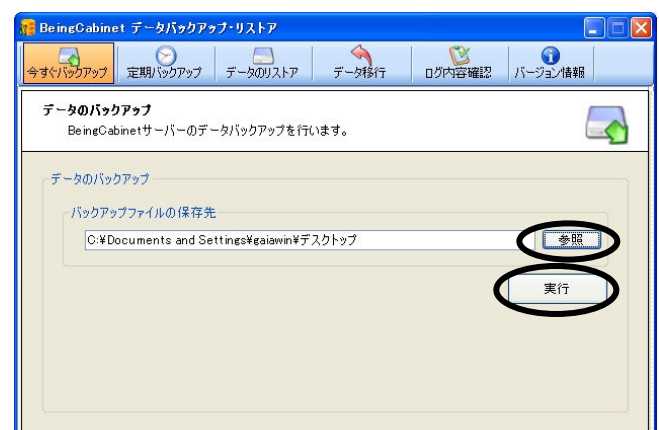 BeingCabinet データバックアップ・リストア
今すぐバックアップ 定期バックアップ データのリストア データ移行 ログ内容確認 バージョン情報
データのバックアップ
BeingCabinetサーバーのデータバックアップを行います。
データのバックアップ
バックアップファイルの保存先
C:¥Documents and Settings¥gaiawin¥デスクトップ 参照
実行